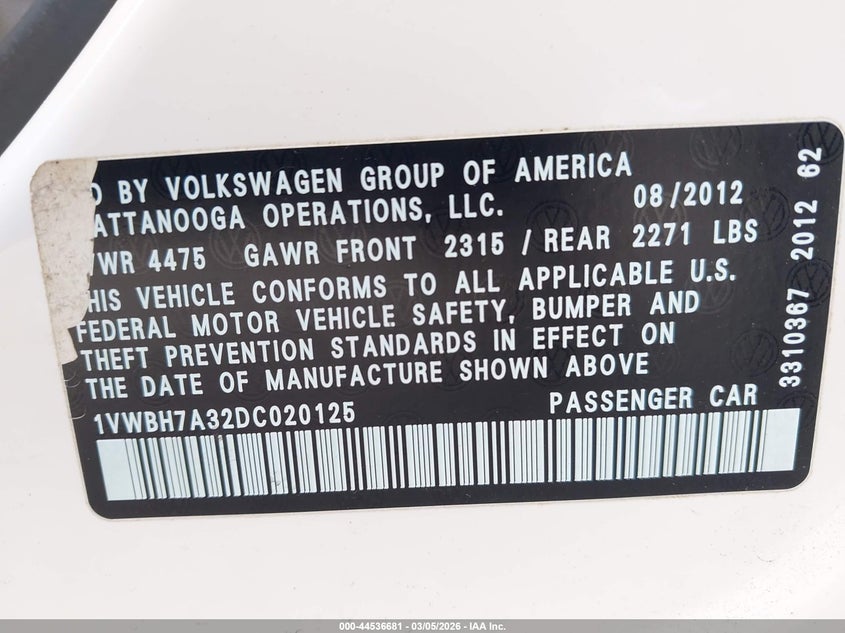 D BY VOLKSWAGEN GROUP OF AMERICA
ATTANOOGA OPERATIONS, LLC. 08/2012
VWR 4475 GAWR FRONT 2315 / REAR 2271 LBS
HIS VEHICLE CONFORMS TO ALL APPLICABLE U.S.
FEDERAL MOTOR VEHICLE SAFETY, BUMPER AND
THEFT PREVENTION STANDARDS IN EFFECT ON
THE DATE OF MANUFACTURE SHOWN ABOVE
1VWBH7A32DC020125 PASSENGER CAR
3310367 2012 62
000-44536681 - 03/05/2026 - IAA Inc.